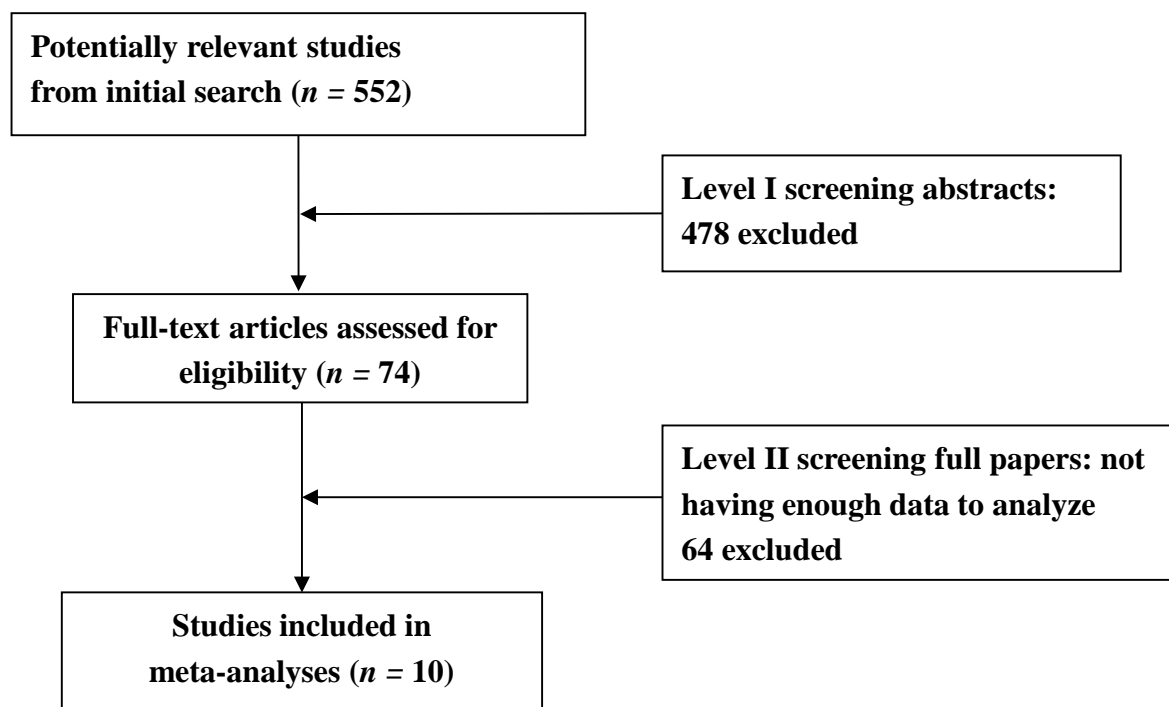 Potentially relevant studies
from initial search (n = 552)
Level I screening abstracts:
478 excluded
Full-text articles assessed for
eligibility (n = 74)
Level II screening full papers: not
having enough data to analyze
64 excluded
Studies included in
meta-analyses (n = 10)